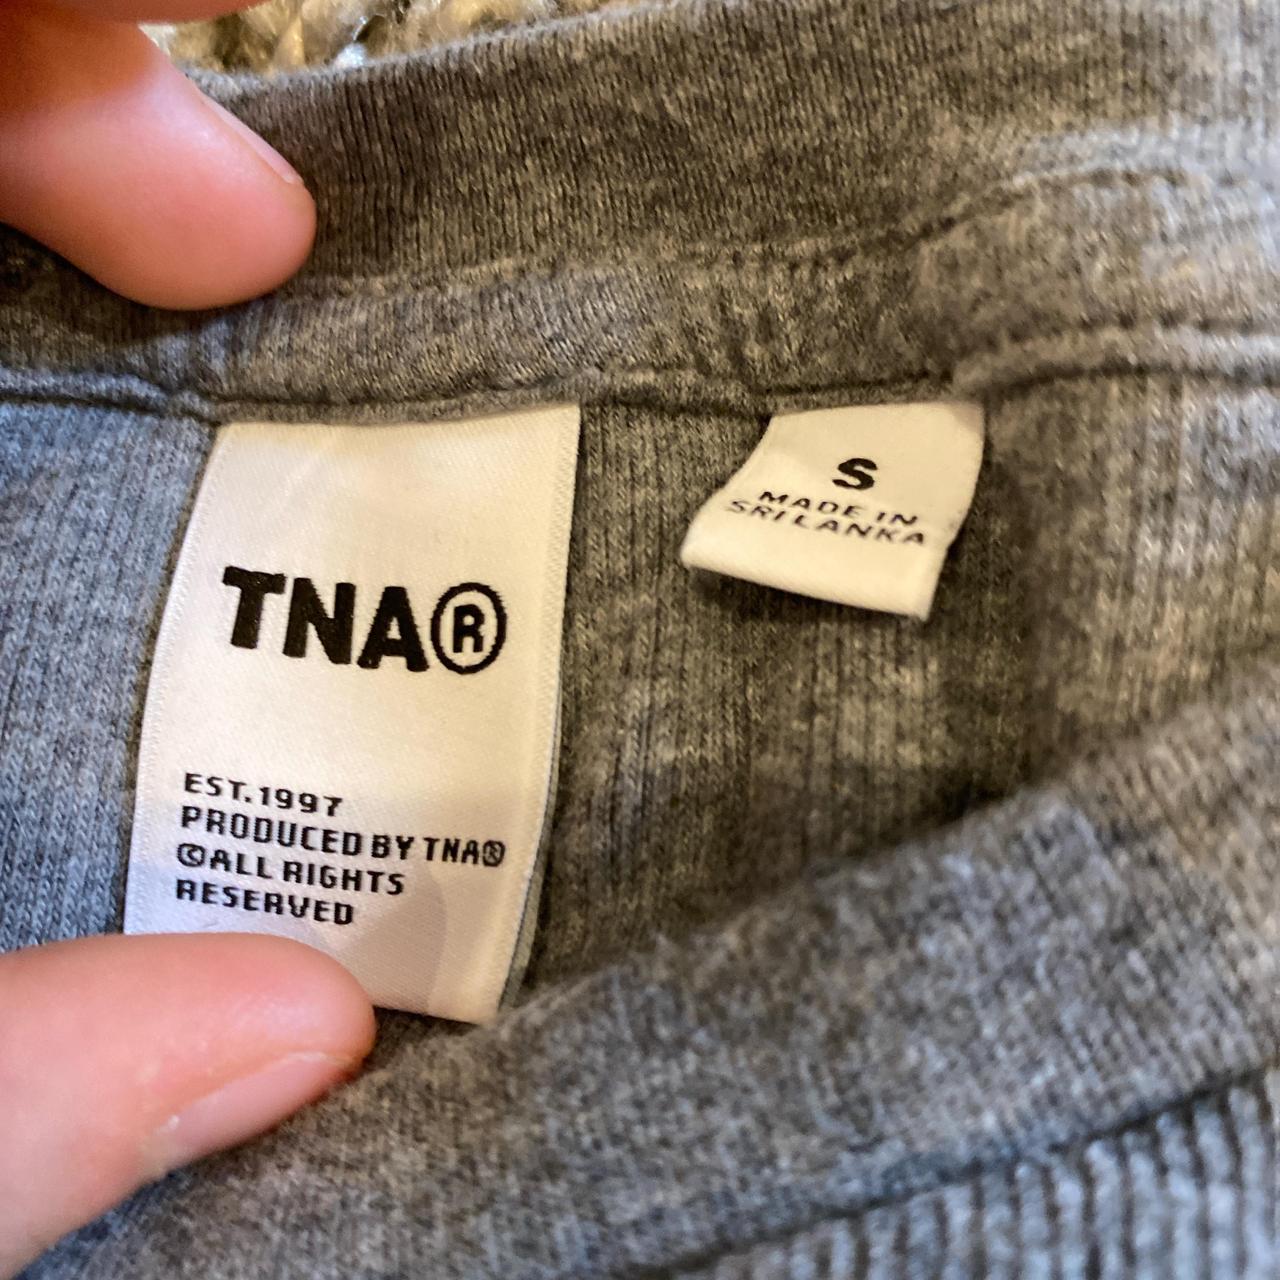 TNA®
EST.1997
PRODUCED BY TNA®
©ALL RIGHTS
RESERVED
S
MADE IN
SRI LANKA